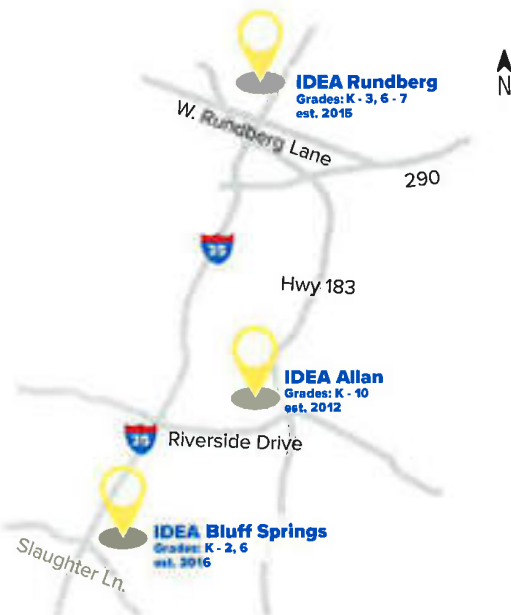 IDEA Rundberg
Grades: K - 3, 6 - 7
est. 2015
N
W. Rundberg Lane
290
35
Hwy 183
IDEA Allan
Grades: K - 10
est. 2012
35
Riverside Drive
IDEA Bluff Springs
Grades: K - 2, 6
est. 2016
Slaughter Ln.